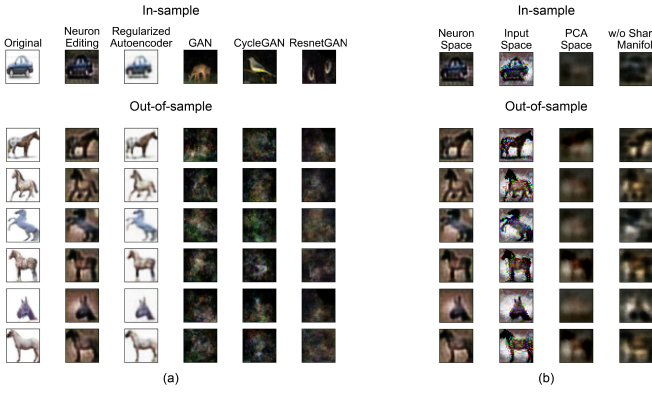 In-sample
Original
Neuron
Editing
Regularized
Autoencoder
GAN
CycleGAN
ResnetGAN
Out-of-sample
(a)
In-sample
Neuron
Space
Input
Space
PCA
Space
w/o Shar
Manifol
Out-of-sample
(b)